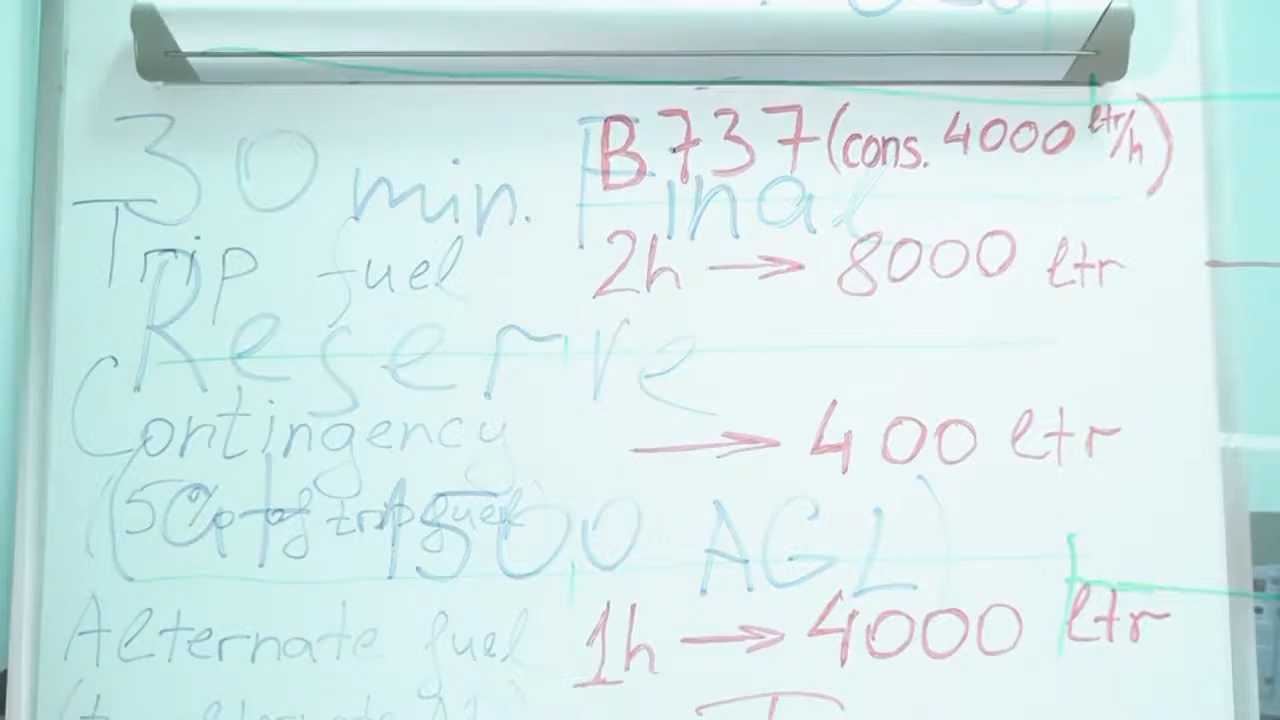 B737 (cons. 4000 ltr/h)
30 min. Final
Trip fuel 2h → 8000 ltr
Reserve
Contingency → 400 ltr
(5% of trip fuel)
1500 AGL)
Alternate fuel 1h → 4000 ltr